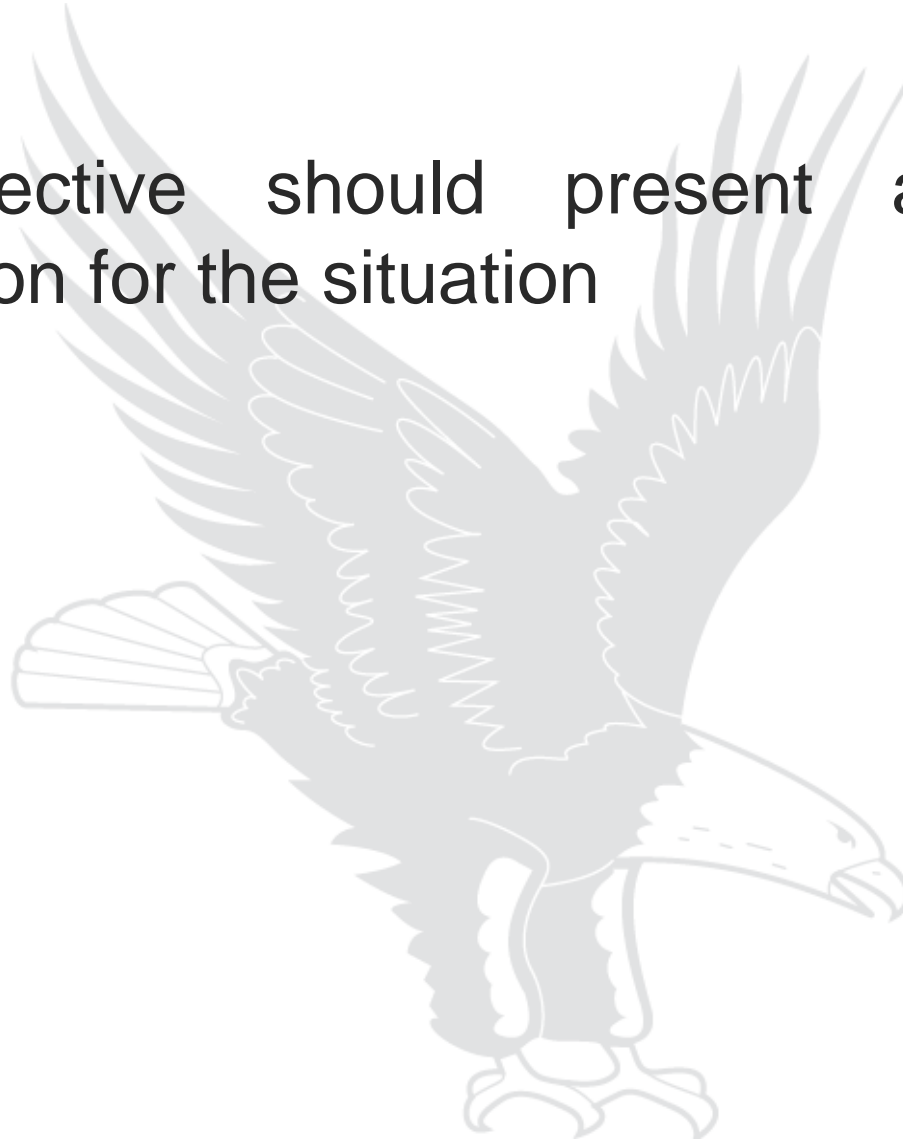 ective should present a
on for the situation